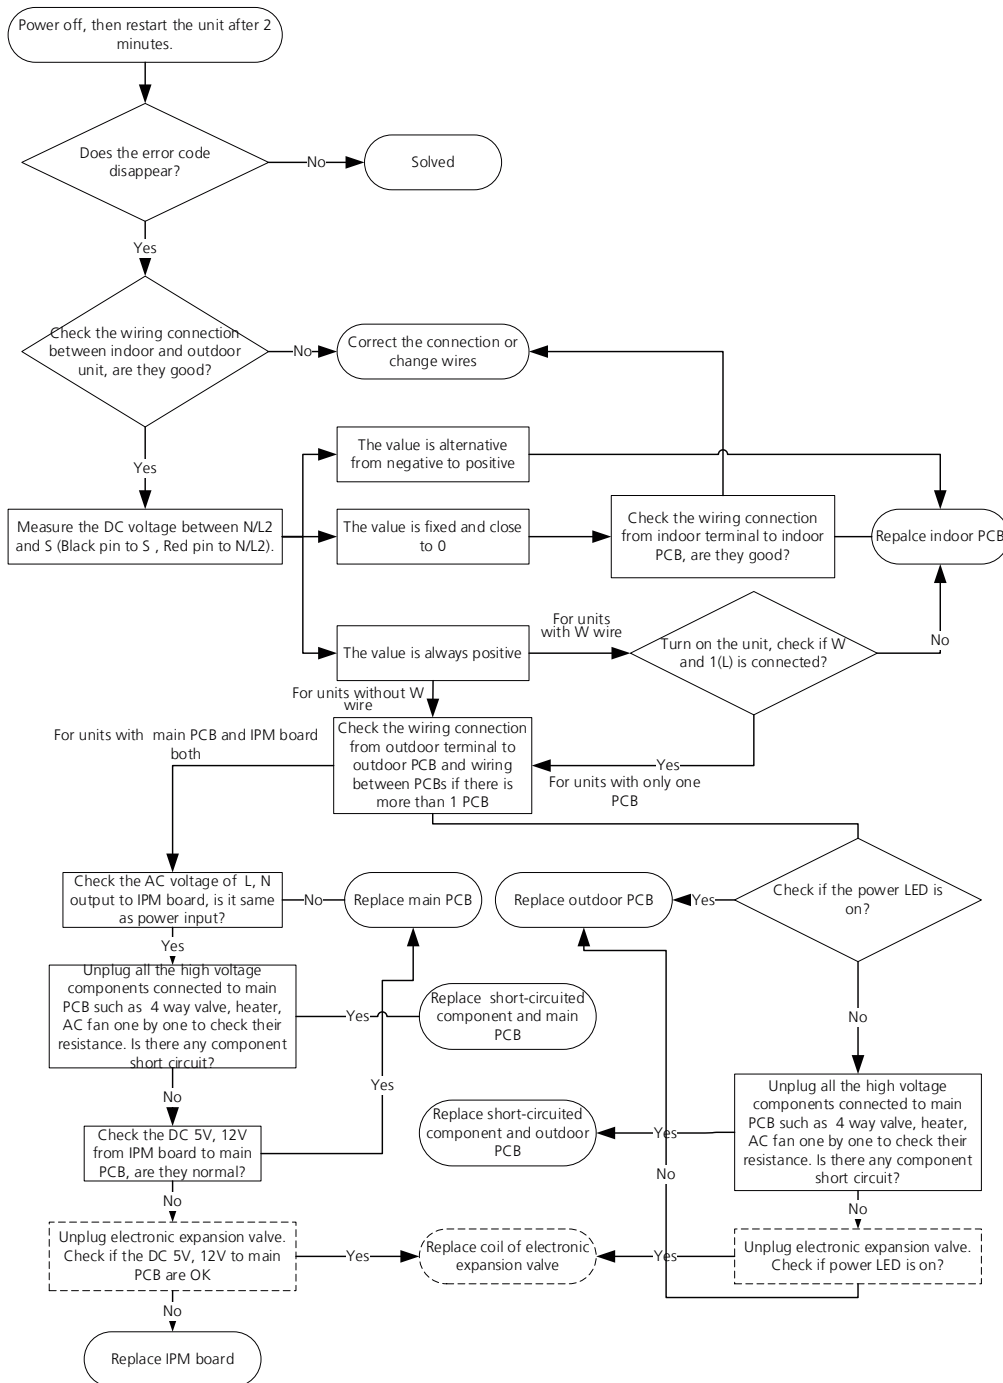 Power off, then restart the unit after 2
minutes.
Does the error code
disappear?
No
Solved
Yes
Check the wiring connection
between indoor and outdoor
unit, are they good?
No
Correct the connection or
change wires
Yes
The value is alternative
from negative to positive
Measure the DC voltage between N/L2
and S (Black pin to S , Red pin to N/L2).
The value is fixed and close
to 0
Check the wiring connection
from indoor terminal to indoor
PCB, are they good?
Repalce indoor PCB
The value is always positive
For units
with W wire
Turn on the unit, check if W
and 1(L) is connected?
No
For units without W
wire
For units with  main PCB and IPM board
both
Check the wiring connection
from outdoor terminal to
outdoor PCB and wiring
between PCBs if there is
more than 1 PCB
Yes
For units with only one
PCB
Check the AC voltage of  L, N
output to IPM board, is it same
as power input?
No
Replace main PCB
Replace outdoor PCB
Yes
Check if the power LED is
on?
Yes
Unplug all the high voltage
components connected to main
PCB such as  4 way valve, heater,
AC fan one by one to check their
resistance. Is there any component
short circuit?
Yes
Replace  short-circuited
component and main
PCB
No
No
Yes
Check the DC 5V, 12V
from IPM board to main
PCB, are they normal?
Replace short-circuited
component and outdoor
PCB
Yes
Unplug all the high voltage
components connected to main
PCB such as  4 way valve, heater,
AC fan one by one to check their
resistance. Is there any component
short circuit?
No
No
No
Unplug electronic expansion valve.
Check if the DC 5V, 12V to main
PCB are OK
Yes
Replace coil of electronic
expansion valve
Yes
Unplug electronic expansion valve.
Check if power LED is on?
No
Replace IPM board